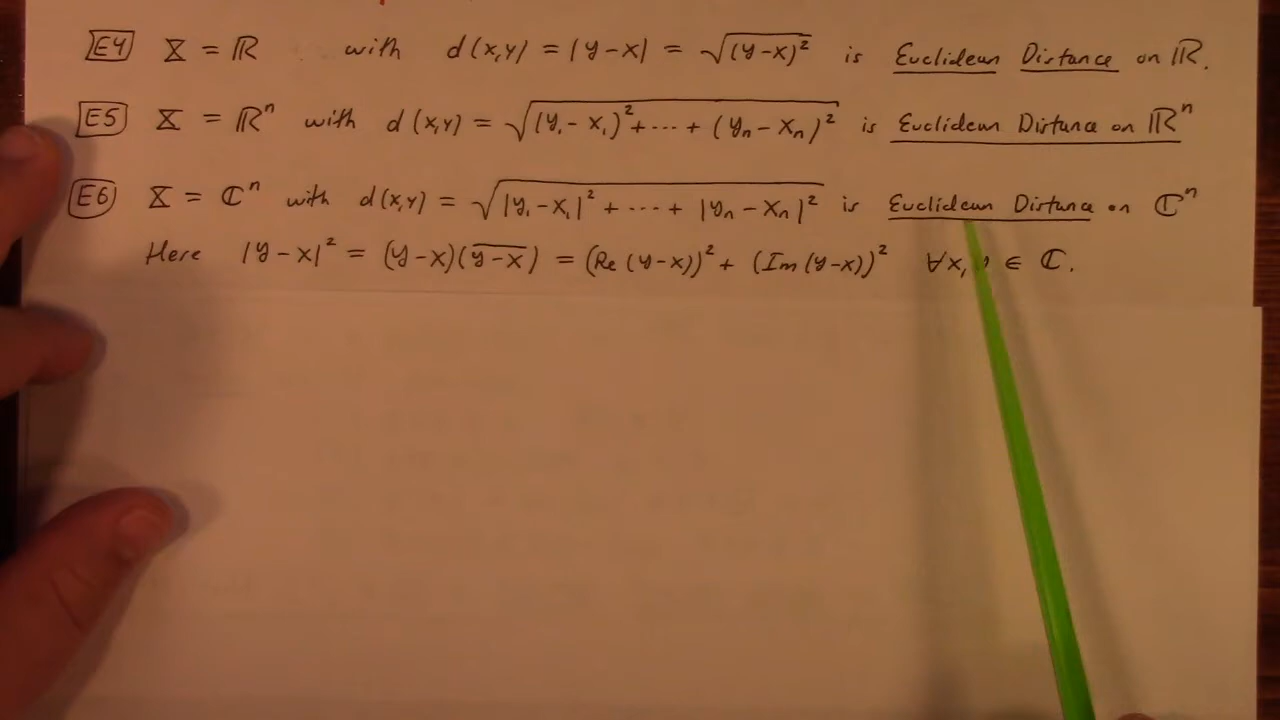 E4 X = ℝ with d(x,y) = |y-x| = √(y-x)² is Euclidean Distance on ℝ.
E5 X = ℝⁿ with d(x,y) = √(y₁-x₁)²+⋯+(yₙ-xₙ)² is Euclidean Distance on ℝⁿ
E6 X = ℂⁿ with d(x,y) = √|y₁-x₁|²+⋯+|yₙ-xₙ|² is Euclidean Distance on ℂⁿ
Here |y-x|² = (y-x)(y-x)̅ = (Re(y-x))² + (Im(y-x))² ∀x, ∈ ℂ.